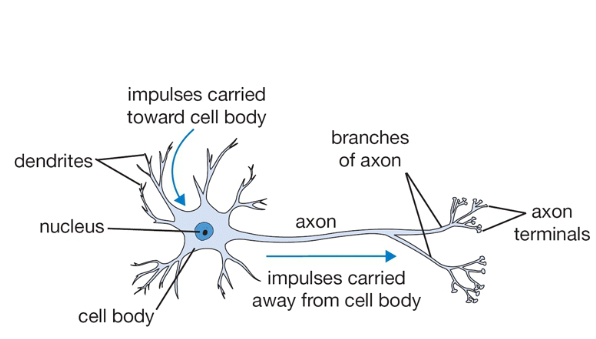 impulses carried
toward cell body
branches
of axon
dendrites
axon
axon
terminals
nucleus
impulses carried
away from cell body
cell body